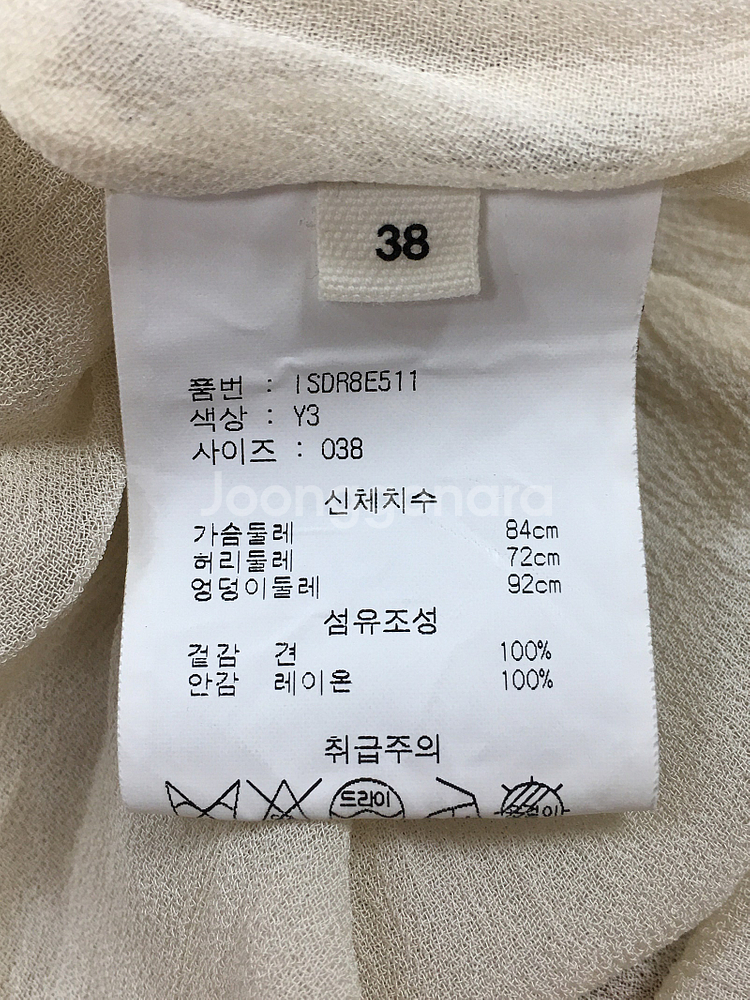 38
품번 : ISDR8E511
색상 : Y3
사이즈 : 038
Joonggonara
신체치수
가슴둘레 84cm
허리둘레 72cm
엉덩이둘레 92cm
섬유조성
겉감 견 100%
안감 레이온 100%
취급주의
드라이